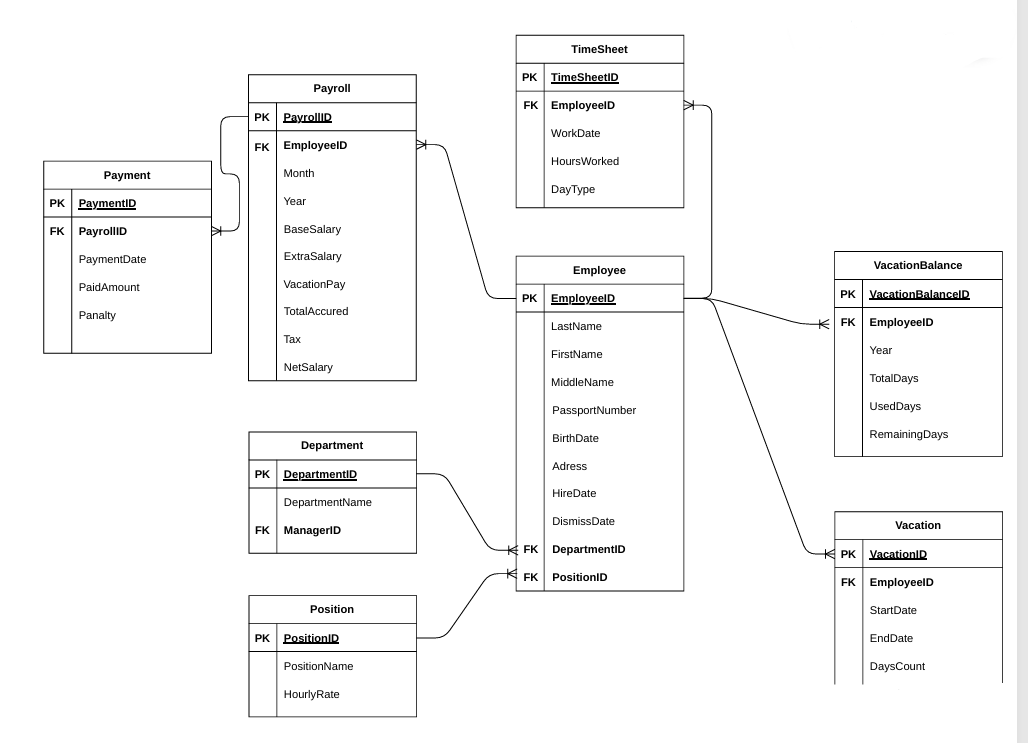 Payment
PK PaymentID
FK PayrollID
PaymentDate
PaidAmount
Panalty
Payroll
PK PayrollID
FK EmployeeID
Month
Year
BaseSalary
ExtraSalary
VacationPay
TotalAccured
Tax
NetSalary
Department
PK DepartmentID
DepartmentName
FK ManagerID
Position
PK PositionID
PositionName
HourlyRate
TimeSheet
PK TimeSheetID
FK EmployeeID
WorkDate
HoursWorked
DayType
Employee
PK EmployeeID
LastName
FirstName
MiddleName
PassportNumber
BirthDate
Adress
HireDate
DismissDate
FK DepartmentID
FK PositionID
VacationBalance
PK VacationBalanceID
FK EmployeeID
Year
TotalDays
UsedDays
RemainingDays
Vacation
PK VacationID
FK EmployeeID
StartDate
EndDate
DaysCount